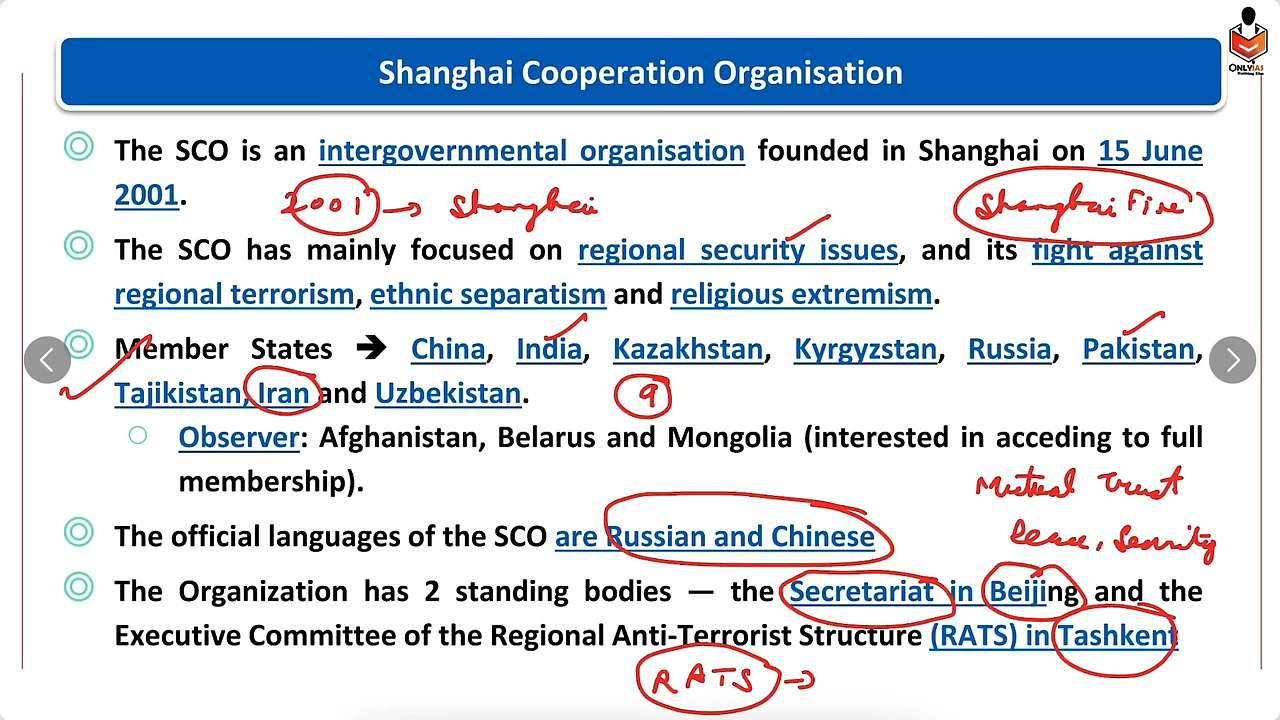 Shanghai Cooperation Organisation
ONLYIAS
Nothing Else
The SCO is an intergovernmental organisation founded in Shanghai on 15 June
2001.
2001 → Shanghai
Shanghai Five
The SCO has mainly focused on regional security issues, and its fight against
regional terrorism, ethnic separatism and religious extremism.
Member States ➔ China, India, Kazakhstan, Kyrgyzstan, Russia, Pakistan,
Tajikistan, Iran and Uzbekistan.
9
Observer: Afghanistan, Belarus and Mongolia (interested in acceding to full
membership).
Mutual Trust
The official languages of the SCO are Russian and Chinese
Peace, Security
The Organization has 2 standing bodies — the Secretariat in Beijing and the
Executive Committee of the Regional Anti-Terrorist Structure (RATS) in Tashkent
RATS →